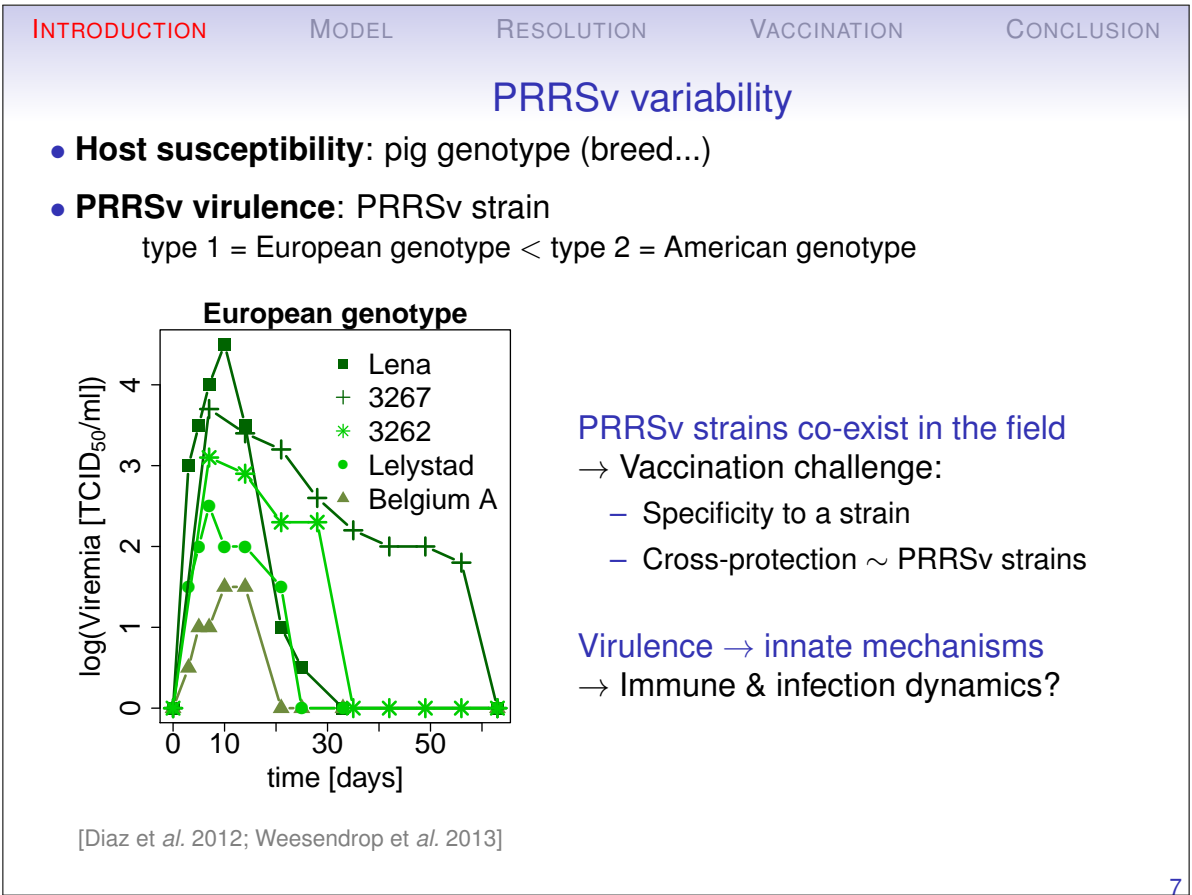 INTRODUCTION MODEL RESOLUTION VACCINATION CONCLUSION
PRRSv variability
• Host susceptibility: pig genotype (breed...)
• PRRSv virulence: PRRSv strain
type 1 = European genotype < type 2 = American genotype
European genotype
Lena
3267
3262
Lelystad
Belgium A
log(Viremia [TCID₅₀/ml])
4
3
2
1
0
0 10 30 50
time [days]
PRRSv strains co-exist in the field
→ Vaccination challenge:
– Specificity to a strain
– Cross-protection ∼ PRRSv strains
Virulence → innate mechanisms
→ Immune & infection dynamics?
[Diaz et al. 2012; Weesendrop et al. 2013]
7